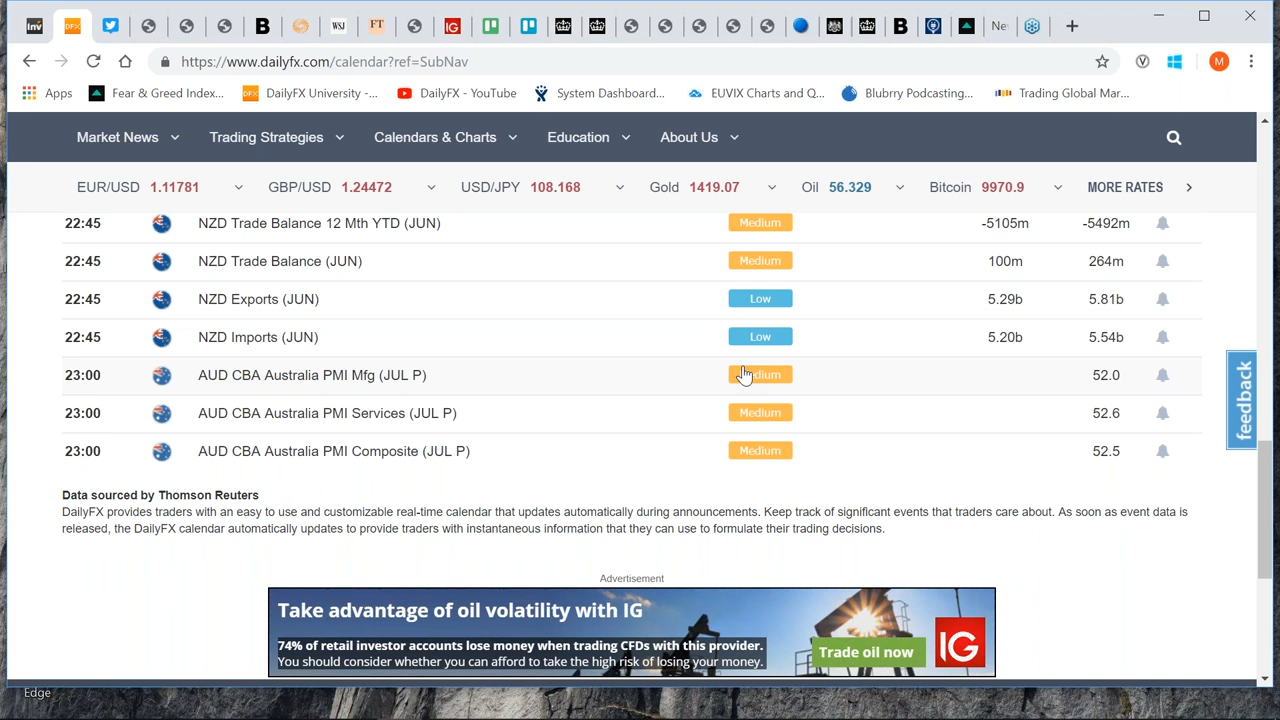 Inv DFX B WSJ FT IG B Ne
https://www.dailyfx.com/calendar?ref=SubNav V M
Apps Fear & Greed Index... DFX DailyFX University -... DailyFX - YouTube System Dashboard... EUVIX Charts and Q... Blubrry Podcasting... Trading Global Mar...
Market News Trading Strategies Calendars & Charts Education About Us
EUR/USD 1.11781 GBP/USD 1.24472 USD/JPY 108.168 Gold 1419.07 Oil 56.329 Bitcoin 9970.9 MORE RATES
22:45 NZD Trade Balance 12 Mth YTD (JUN) Medium -5105m -5492m
22:45 NZD Trade Balance (JUN) Medium 100m 264m
22:45 NZD Exports (JUN) Low 5.29b 5.81b
22:45 NZD Imports (JUN) Low 5.20b 5.54b
23:00 AUD CBA Australia PMI Mfg (JUL P) Medium 52.0
23:00 AUD CBA Australia PMI Services (JUL P) Medium 52.6
23:00 AUD CBA Australia PMI Composite (JUL P) Medium 52.5
feedback
Data sourced by Thomson Reuters
DailyFX provides traders with an easy to use and customizable real-time calendar that updates automatically during announcements. Keep track of significant events that traders care about. As soon as event data is
released, the DailyFX calendar automatically updates to provide traders with instantaneous information that they can use to formulate their trading decisions.
Advertisement
Take advantage of oil volatility with IG
74% of retail investor accounts lose money when trading CFDs with this provider.
You should consider whether you can afford to take the high risk of losing your money.
Trade oil now
IG
Edge